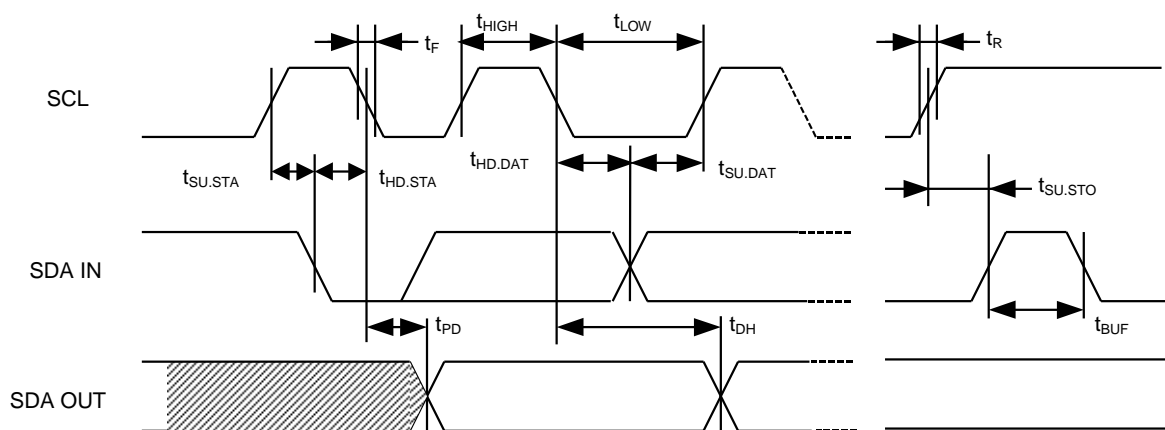 tF
tHIGH
tLOW
tR
SCL
tSU.STA
tHD.STA
tHD.DAT
tSU.DAT
tSU.STO
SDA IN
tPD
tDH
tBUF
SDA OUT